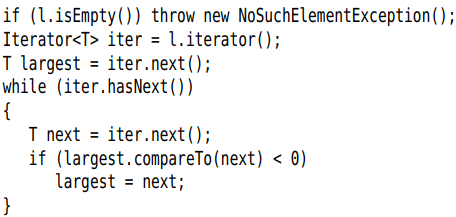 if (l.isEmpty()) throw new NoSuchElementException();
Iterator<T> iter = l.iterator();
T largest = iter.next();
while (iter.hasNext())
{
   T next = iter.next();
   if (largest.compareTo(next) < 0)
      largest = next;
}